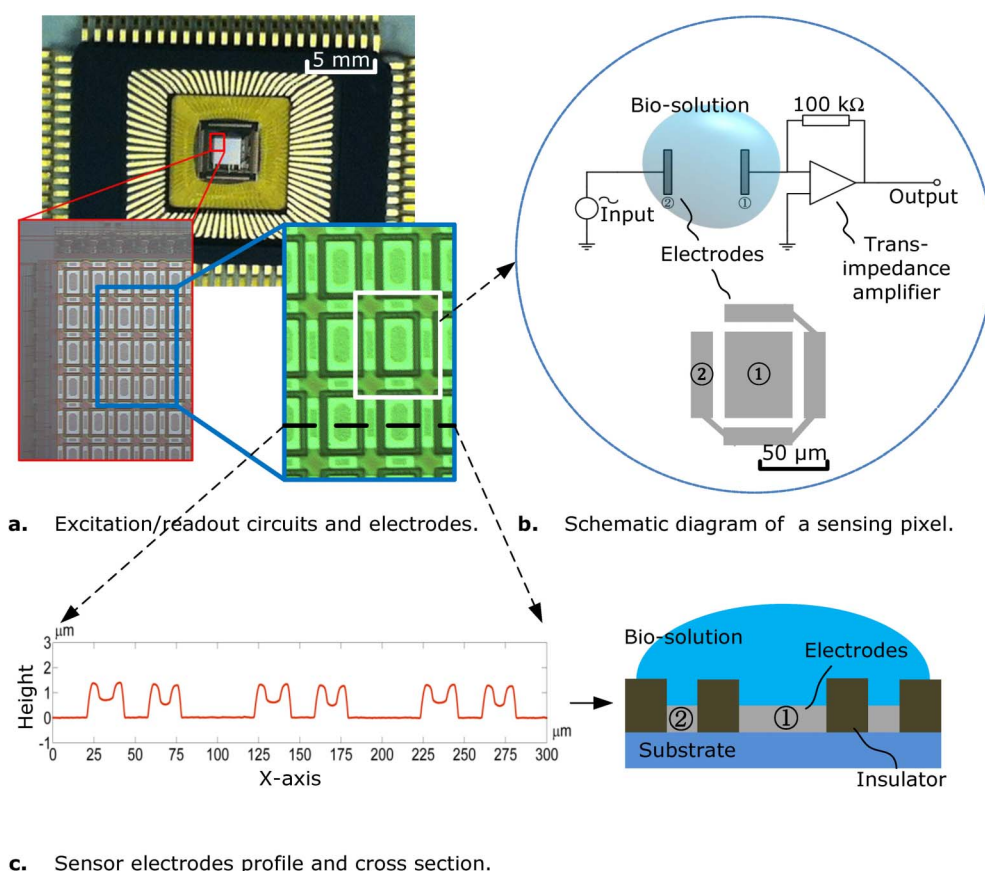 5 mm
Bio-solution
100 kΩ
②
①
~
Input
Output
Electrodes
Trans-
impedance
amplifier
②
①
50 μm
a. Excitation/readout circuits and electrodes.
b. Schematic diagram of a sensing pixel.
μm
3
2
1
0
-1
Height
0 25 50 75 100 125 150 175 200 225 250 275 300
μm
X-axis
Bio-solution
Electrodes
②
①
Substrate
Insulator
c. Sensor electrodes profile and cross section.